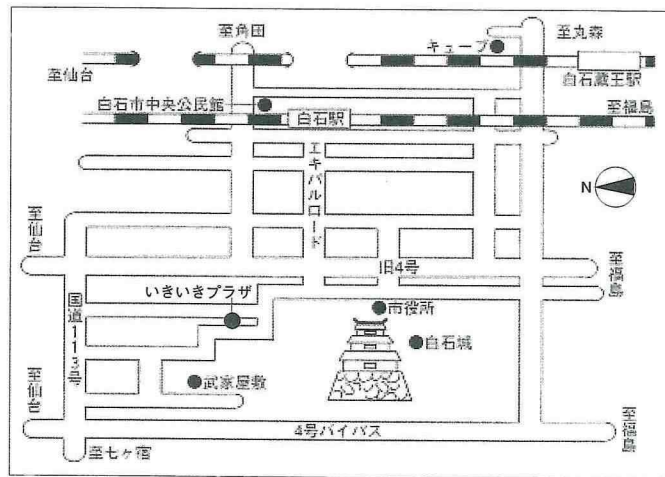 至角田
至丸森
キューブ
至仙台
白石蔵王駅
白石市中央公民館
至福島
白石駅
エキパルロード
N
至仙台
旧4号
至福島
国道113号
いきいきプラザ
市役所
白石城
武家屋敷
至仙台
4号バイパス
至福島
至七ヶ宿